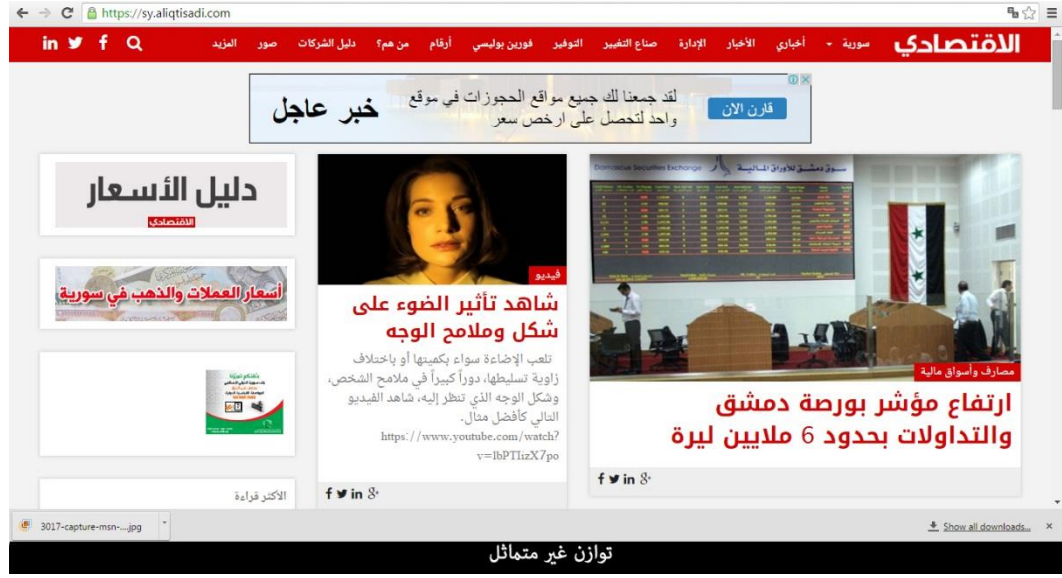 https://sy.aliqtisadi.com
الاقتصادي
سورية
أخباري
الأخبار
الإدارة
صناع التغيير
التوفير
فورين بوليسي
أرقام
من هم؟
دليل الشركات
صور
المزيد
لقد جمعنا لك جميع مواقع الحجوزات في موقع
واحد لتحصل على ارخص سعر
قارن الان
خبر عاجل
سوق دمشق للأوراق المالية
Damascus Securities Exchange
مصارف وأسواق مالية
ارتفاع مؤشر بورصة دمشق
والتداولات بحدود 6 ملايين ليرة
فيديو
شاهد تأثير الضوء على
شكل وملامح الوجه
تلعب الإضاءة سواء بكميتها أو باختلاف
زاوية تسليطها، دوراً كبيراً في ملامح الشخص،
وشكل الوجه الذي تنظر إليه، شاهد الفيديو
التالي كأفضل مثال.
https://www.youtube.com/watch?
v=1bPTIizX7po
دليل الأسعار
الاقتصادي
أسعار العملات والذهب في سورية
الأكثر قراءة
3017-capture-msn-....jpg
Show all downloads...
توازن غير متماثل